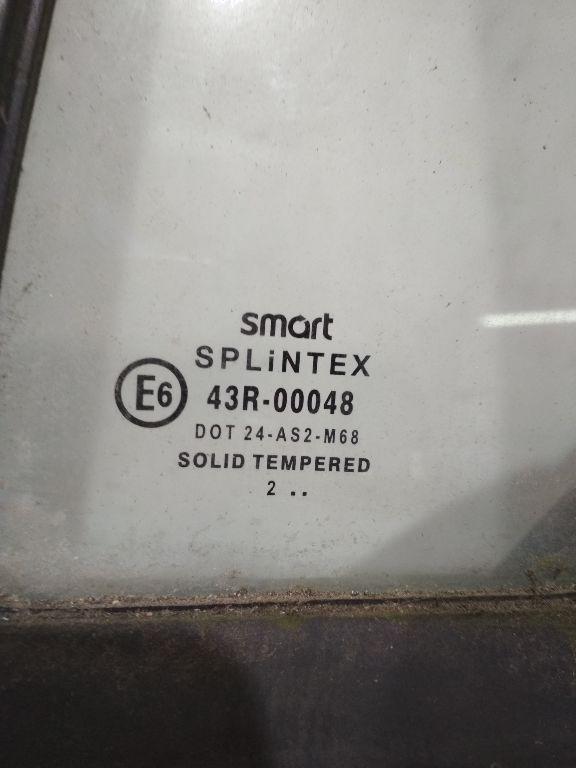 smart
SPLiNTEX
E6 43R-00048
DOT 24-AS2-M68
SOLID TEMPERED
2 ..